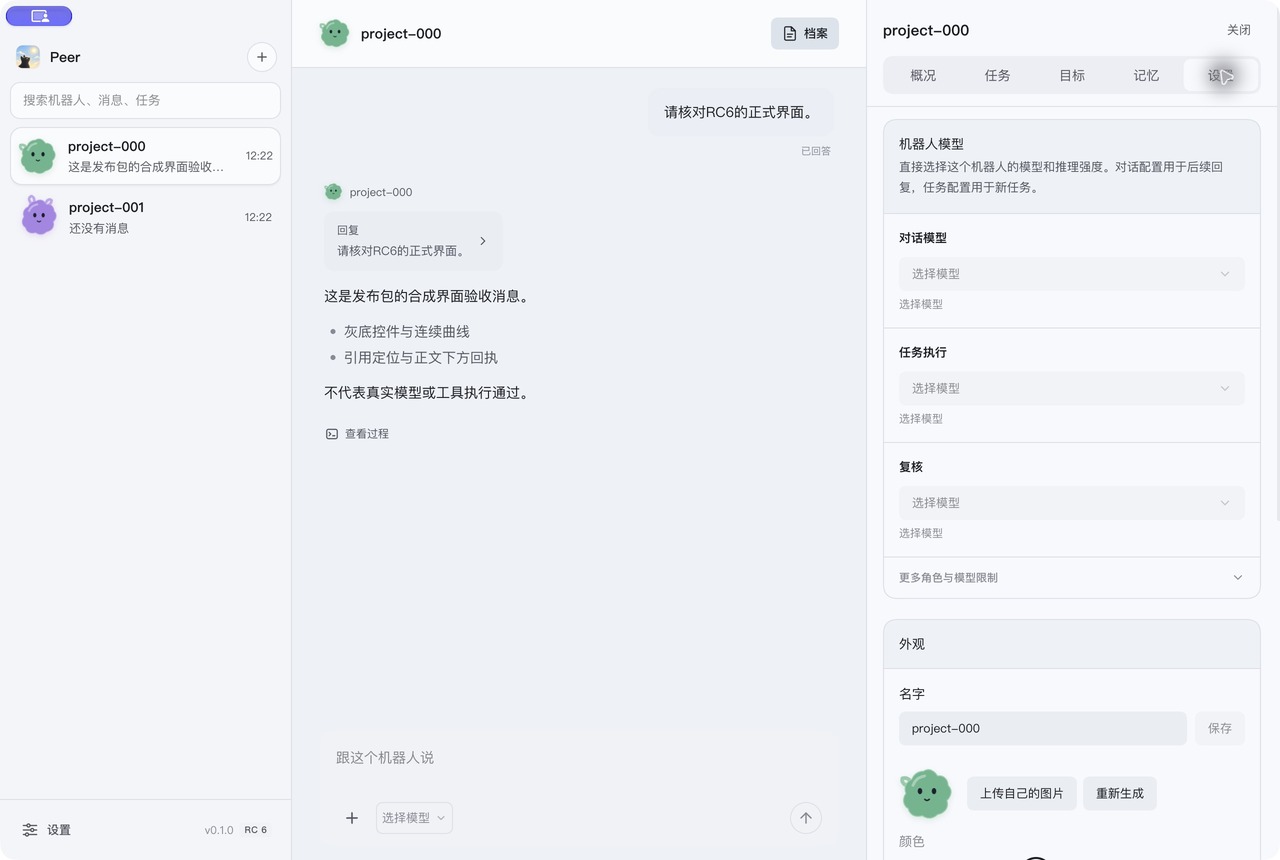 Peer
搜索机器人、消息、任务
project-000
12:22
这是发布包的合成界面验收…
project-001
12:22
还没有消息
设置
v0.1.0
RC 6
project-000
档案
请核对RC6的正式界面。
已回答
project-000
回复
请核对RC6的正式界面。
这是发布包的合成界面验收消息。
• 灰底控件与连续曲线
• 引用定位与正文下方回执
不代表真实模型或工具执行通过。
查看过程
跟这个机器人说
选择模型
project-000
关闭
概况
任务
目标
记忆
设
机器人模型
直接选择这个机器人的模型和推理强度。对话配置用于后续回
复，任务配置用于新任务。
对话模型
选择模型
选择模型
任务执行
选择模型
选择模型
复核
选择模型
选择模型
更多角色与模型限制
外观
名字
project-000
保存
上传自己的图片
重新生成
颜色